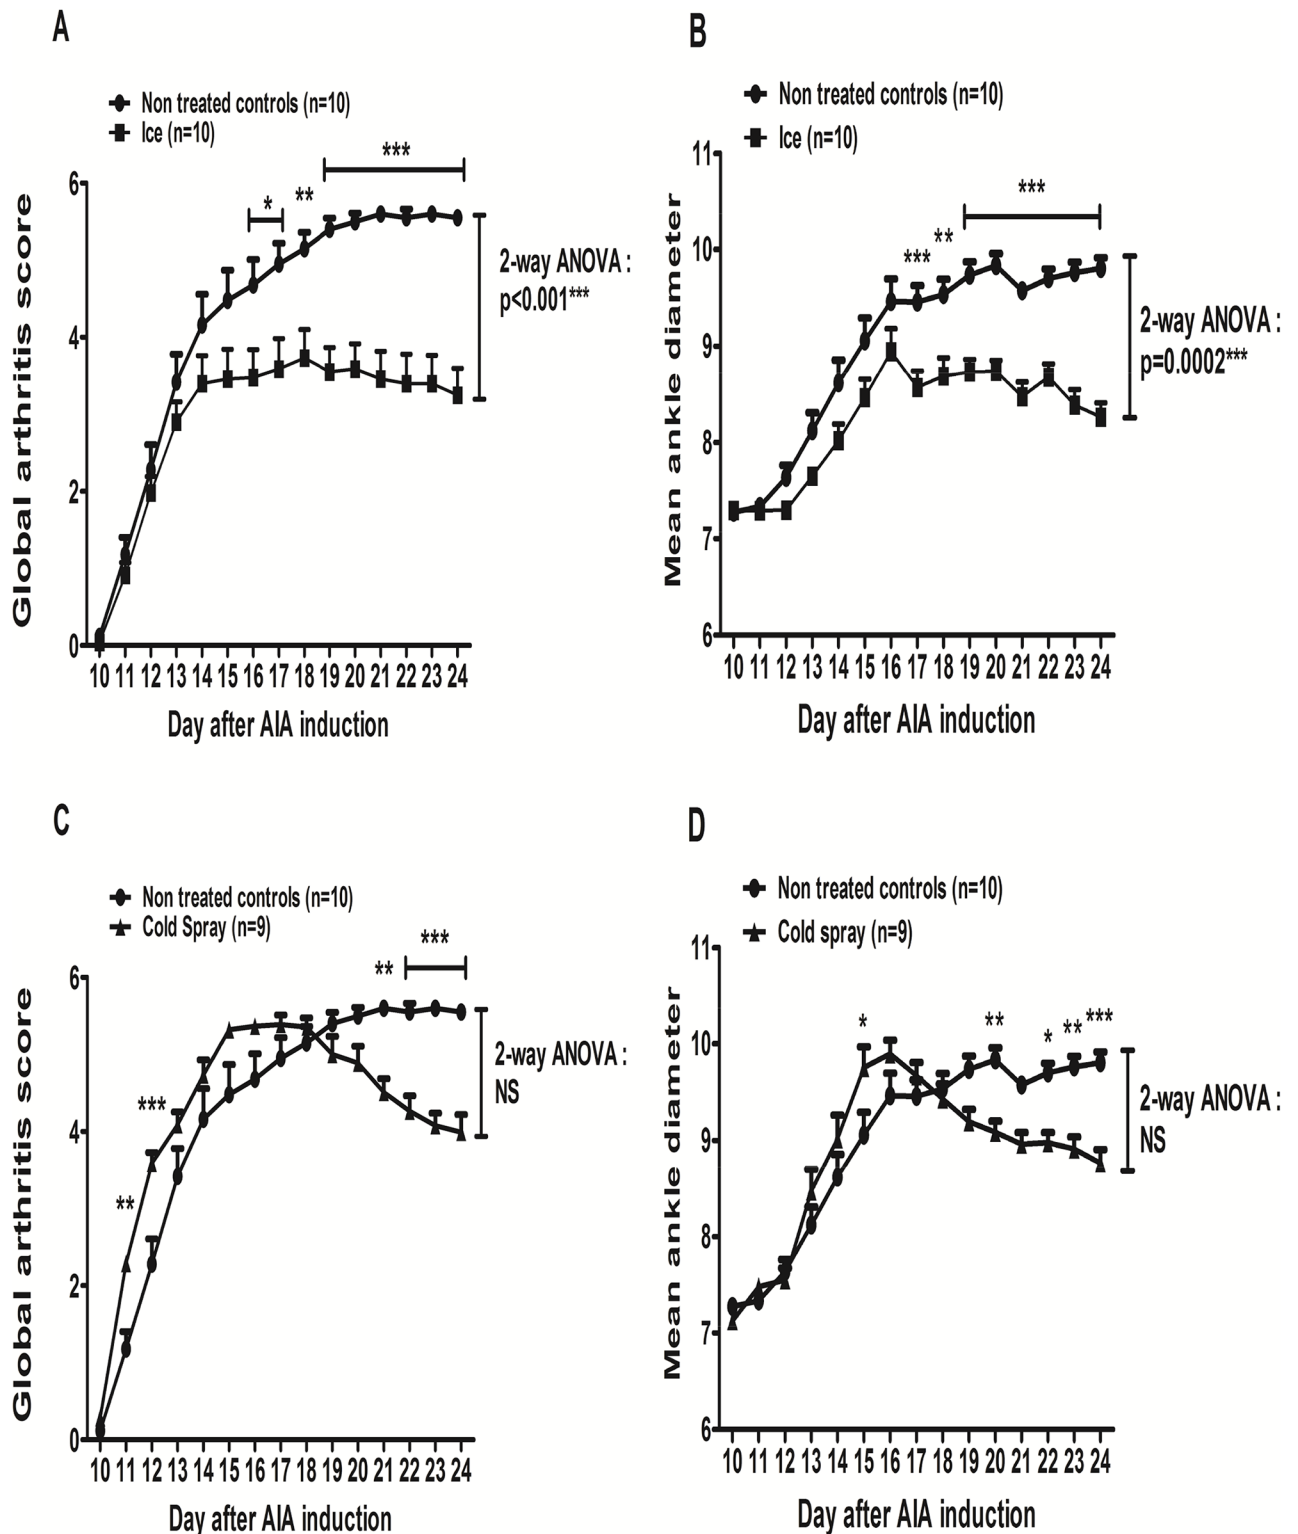 A
Non treated controls (n=10)
Ice (n=10)
***
*
**
6
4
2
0
Global arthritis score
2-way ANOVA :
p<0.001***
10 11 12 13 14 15 16 17 18 19 20 21 22 23 24
Day after AIA induction
B
Non treated controls (n=10)
Ice (n=10)
***
**
***
11
10
9
8
7
6
Mean ankle diameter
2-way ANOVA :
p=0.0002***
10 11 12 13 14 15 16 17 18 19 20 21 22 23 24
Day after AIA induction
C
Non treated controls (n=10)
Cold Spray (n=9)
***
**
***
**
6
4
2
0
Global arthritis score
2-way ANOVA :
NS
10 11 12 13 14 15 16 17 18 19 20 21 22 23 24
Day after AIA induction
D
Non treated controls (n=10)
Cold spray (n=9)
*
**
*
**
***
11
10
9
8
7
6
Mean ankle diameter
2-way ANOVA :
NS
10 11 12 13 14 15 16 17 18 19 20 21 22 23 24
Day after AIA induction